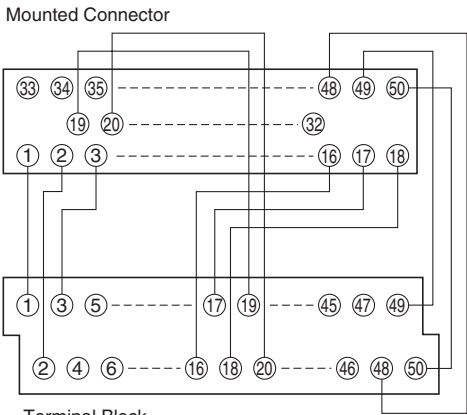 Mounted Connector
33 34 35 48 49 50
19 20 32
1 2 3 16 17 18
1 3 5 17 19 45 47 49
2 4 6 16 18 20 46 48 50
Terminal Block